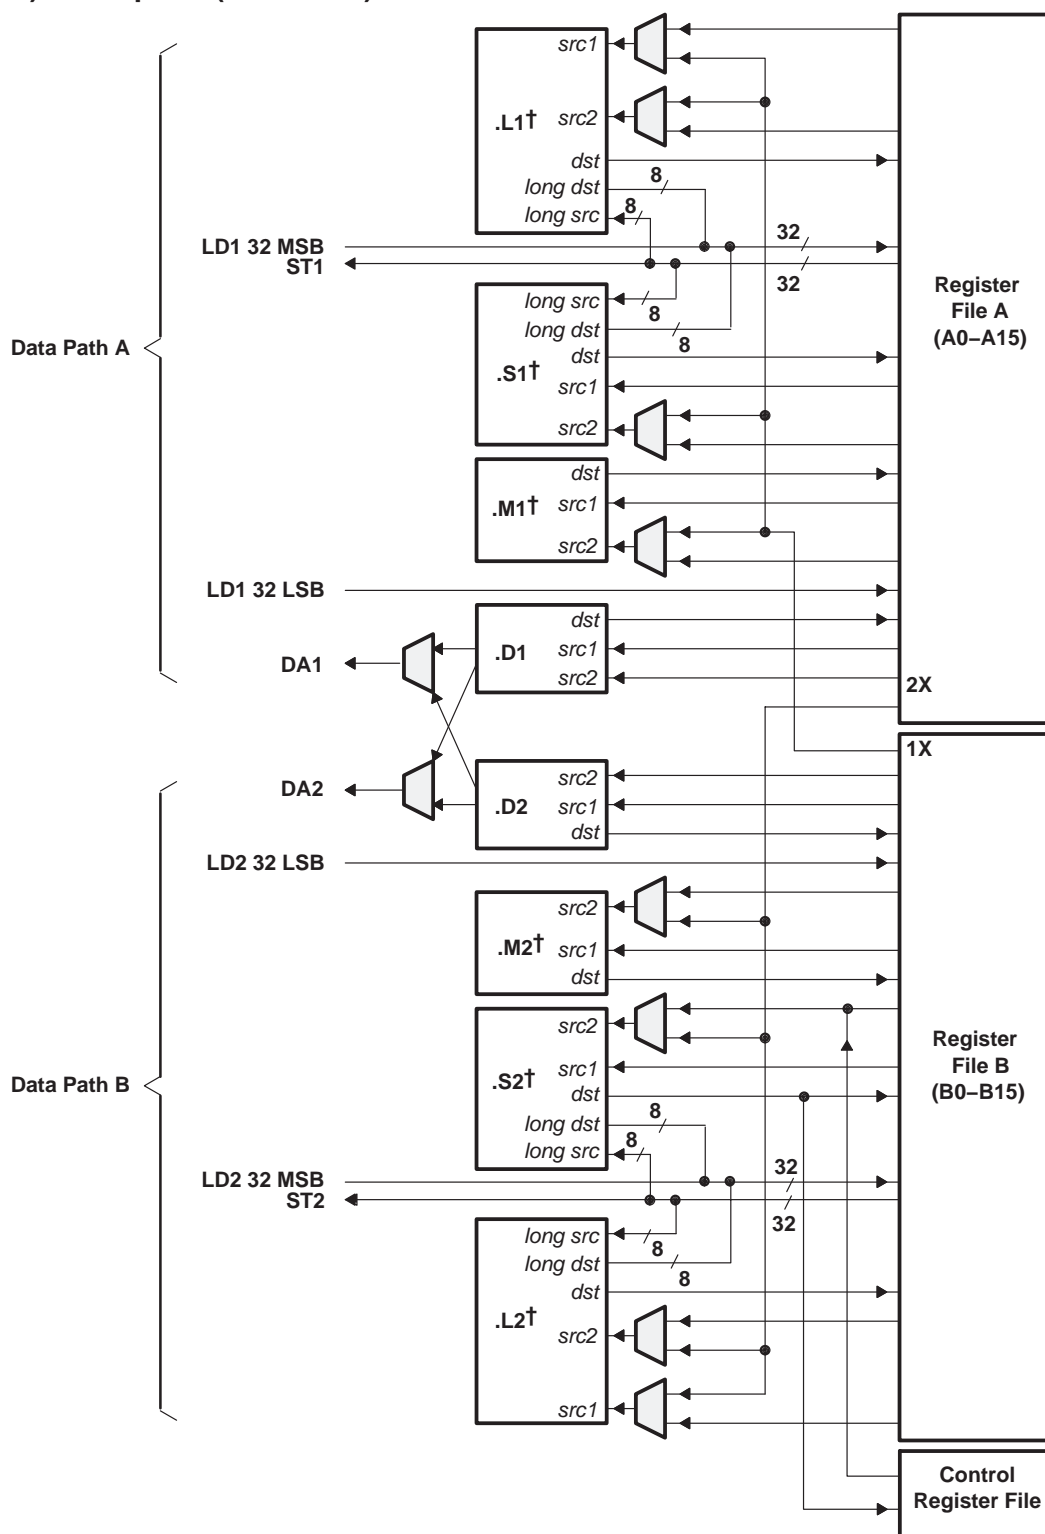 src1
.L1†
src2
dst
long dst
8
long src
8
LD1 32 MSB
32
ST1
32
long src
8
long dst
8
dst
.S1†
src1
src2
Data Path A
Register
File A
(A0–A15)
dst
.M1†
src1
src2
LD1 32 LSB
dst
.D1
src1
src2
DA1
2X
1X
DA2
src2
.D2
src1
dst
LD2 32 LSB
src2
.M2†
src1
dst
src2
.S2†
src1
dst
long dst
8
long src
8
Data Path B
Register
File B
(B0–B15)
LD2 32 MSB
32
ST2
32
long src
8
long dst
8
dst
.L2†
src2
src1
Control
Register File